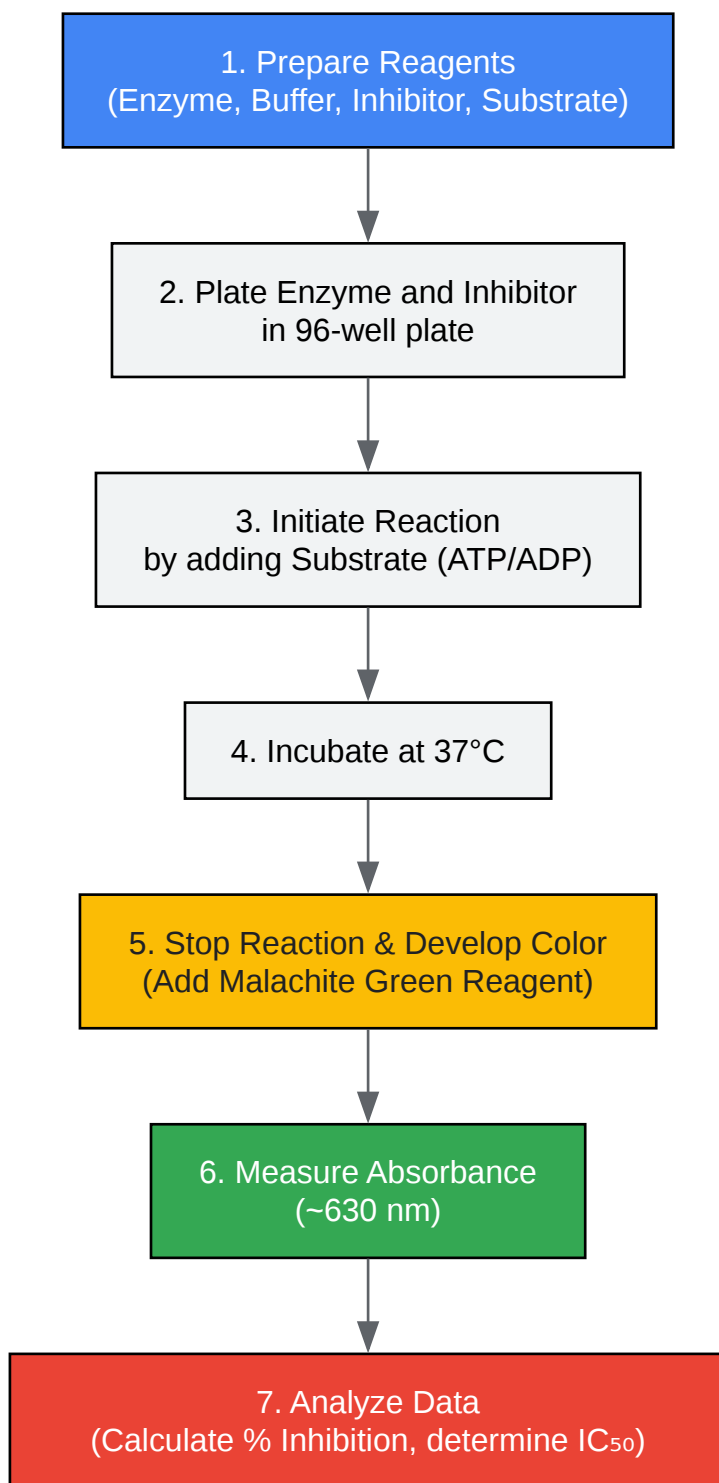 1. Prepare Reagents
(Enzyme, Buffer, Inhibitor, Substrate)
2. Plate Enzyme and Inhibitor
in 96-well plate
3. Initiate Reaction
by adding Substrate (ATP/ADP)
4. Incubate at 37°C
5. Stop Reaction & Develop Color
(Add Malachite Green Reagent)
6. Measure Absorbance
(~630 nm)
7. Analyze Data
(Calculate % Inhibition, determine IC₅₀)